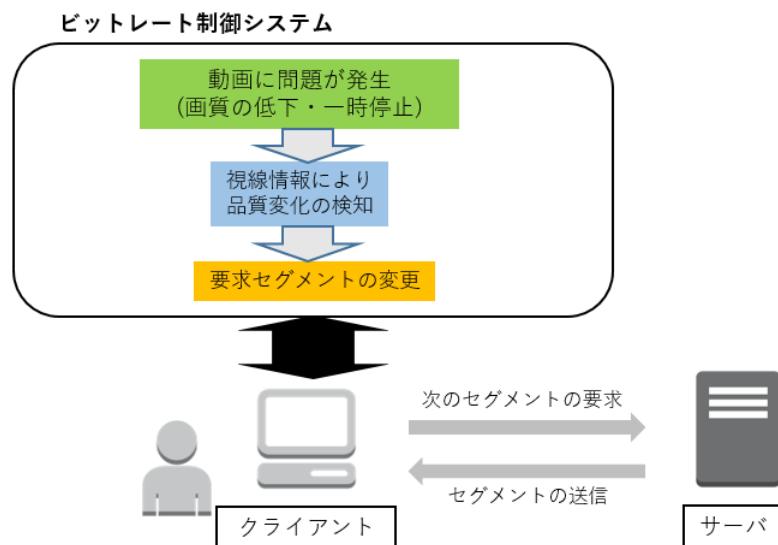 ビットレート制御システム
動画に問題が発生
(画質の低下・一時停止)
視線情報により
品質変化の検知
要求セグメントの変更
次のセグメントの要求
セグメントの送信
クライアント
サーバ